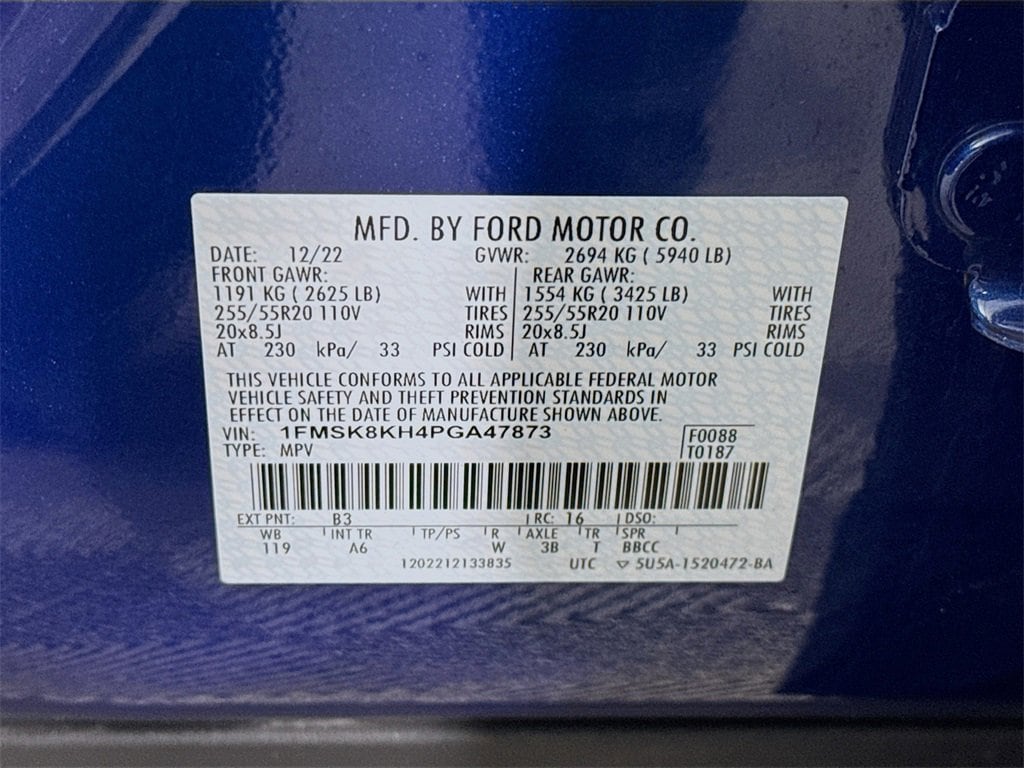 MFD. BY FORD MOTOR CO.
DATE: 12/22 GVWR: 2694 KG ( 5940 LB)
FRONT GAWR: REAR GAWR:
1191 KG ( 2625 LB) WITH 1554 KG ( 3425 LB) WITH
255/55R20 110V TIRES 255/55R20 110V TIRES
20x8.5J RIMS 20x8.5J RIMS
AT 230 kPa/ 33 PSI COLD AT 230 kPa/ 33 PSI COLD
THIS VEHICLE CONFORMS TO ALL APPLICABLE FEDERAL MOTOR
VEHICLE SAFETY AND THEFT PREVENTION STANDARDS IN
EFFECT ON THE DATE OF MANUFACTURE SHOWN ABOVE.
VIN: 1FMSK8KH4PGA47873 F0088
TYPE: MPV T0187
EXT PNT: B3 RC: 16 DSO:
WB INT TR TP/PS R AXLE TR SPR
119 A6 W 3B T BBCC
1202212133835 UTC ▽ 5U5A-1520472-BA